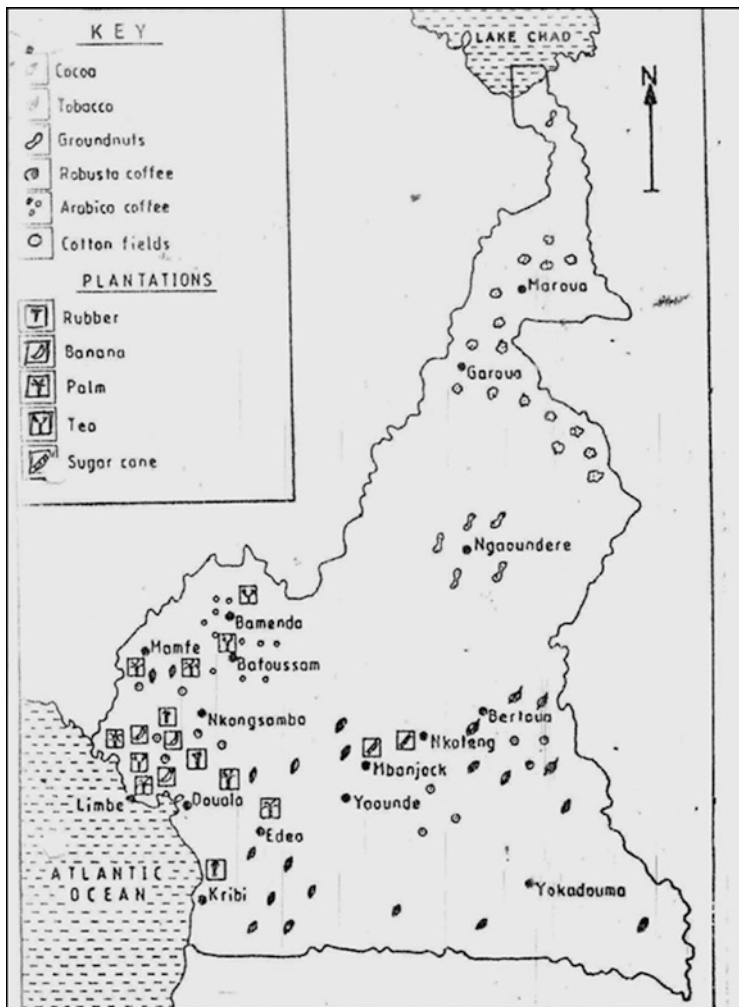 KEY
Cocoa
Tobacco
Groundnuts
Robusta coffee
Arabica coffee
Cotton fields
PLANTATIONS
Rubber
Banana
Palm
Tea
Sugar cane
LAKE CHAD
N
Maroua
Garoua
Ngaoundere
Bamenda
Mamfe
Bafoussam
Nkongsamba
Bertoua
Nkoteng
Mbanjock
Limbe
Douala
Yaounde
Edea
ATLANTIC
OCEAN
Kribi
Yokadouma